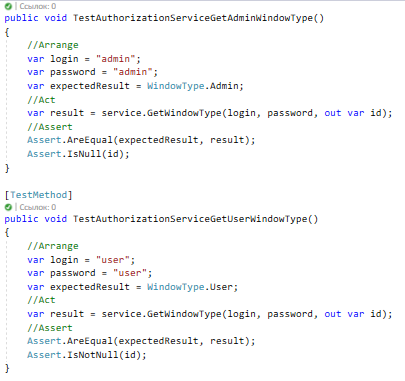 | Ссылок: 0
public void TestAuthorizationServiceGetAdminWindowType()
{
//Arrange
var login = "admin";
var password = "admin";
var expectedResult = WindowType.Admin;
//Act
var result = service.GetWindowType(login, password, out var id);
//Assert
Assert.AreEqual(expectedResult, result);
Assert.IsNull(id);
}
[TestMethod]
| Ссылок: 0
public void TestAuthorizationServiceGetUserWindowType()
{
//Arrange
var login = "user";
var password = "user";
var expectedResult = WindowType.User;
//Act
var result = service.GetWindowType(login, password, out var id);
//Assert
Assert.AreEqual(expectedResult, result);
Assert.IsNotNull(id);
}